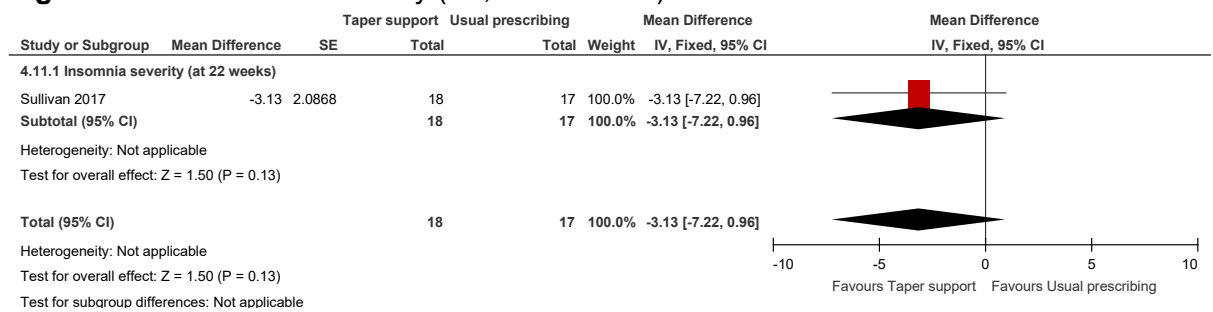 Taper support Usual prescribing Mean Difference Mean Difference
Study or Subgroup Mean Difference SE Total Total Weight IV, Fixed, 95% CI IV, Fixed, 95% CI
4.11.1 Insomnia severity (at 22 weeks)
Sullivan 2017 -3.13 2.0868 18 17 100.0% -3.13 [-7.22, 0.96]
Subtotal (95% CI) 18 17 100.0% -3.13 [-7.22, 0.96]
Heterogeneity: Not applicable
Test for overall effect: Z = 1.50 (P = 0.13)
Total (95% CI) 18 17 100.0% -3.13 [-7.22, 0.96]
Heterogeneity: Not applicable
Test for overall effect: Z = 1.50 (P = 0.13)
Test for subgroup differences: Not applicable
-10 -5 0 5 10
Favours Taper support Favours Usual prescribing